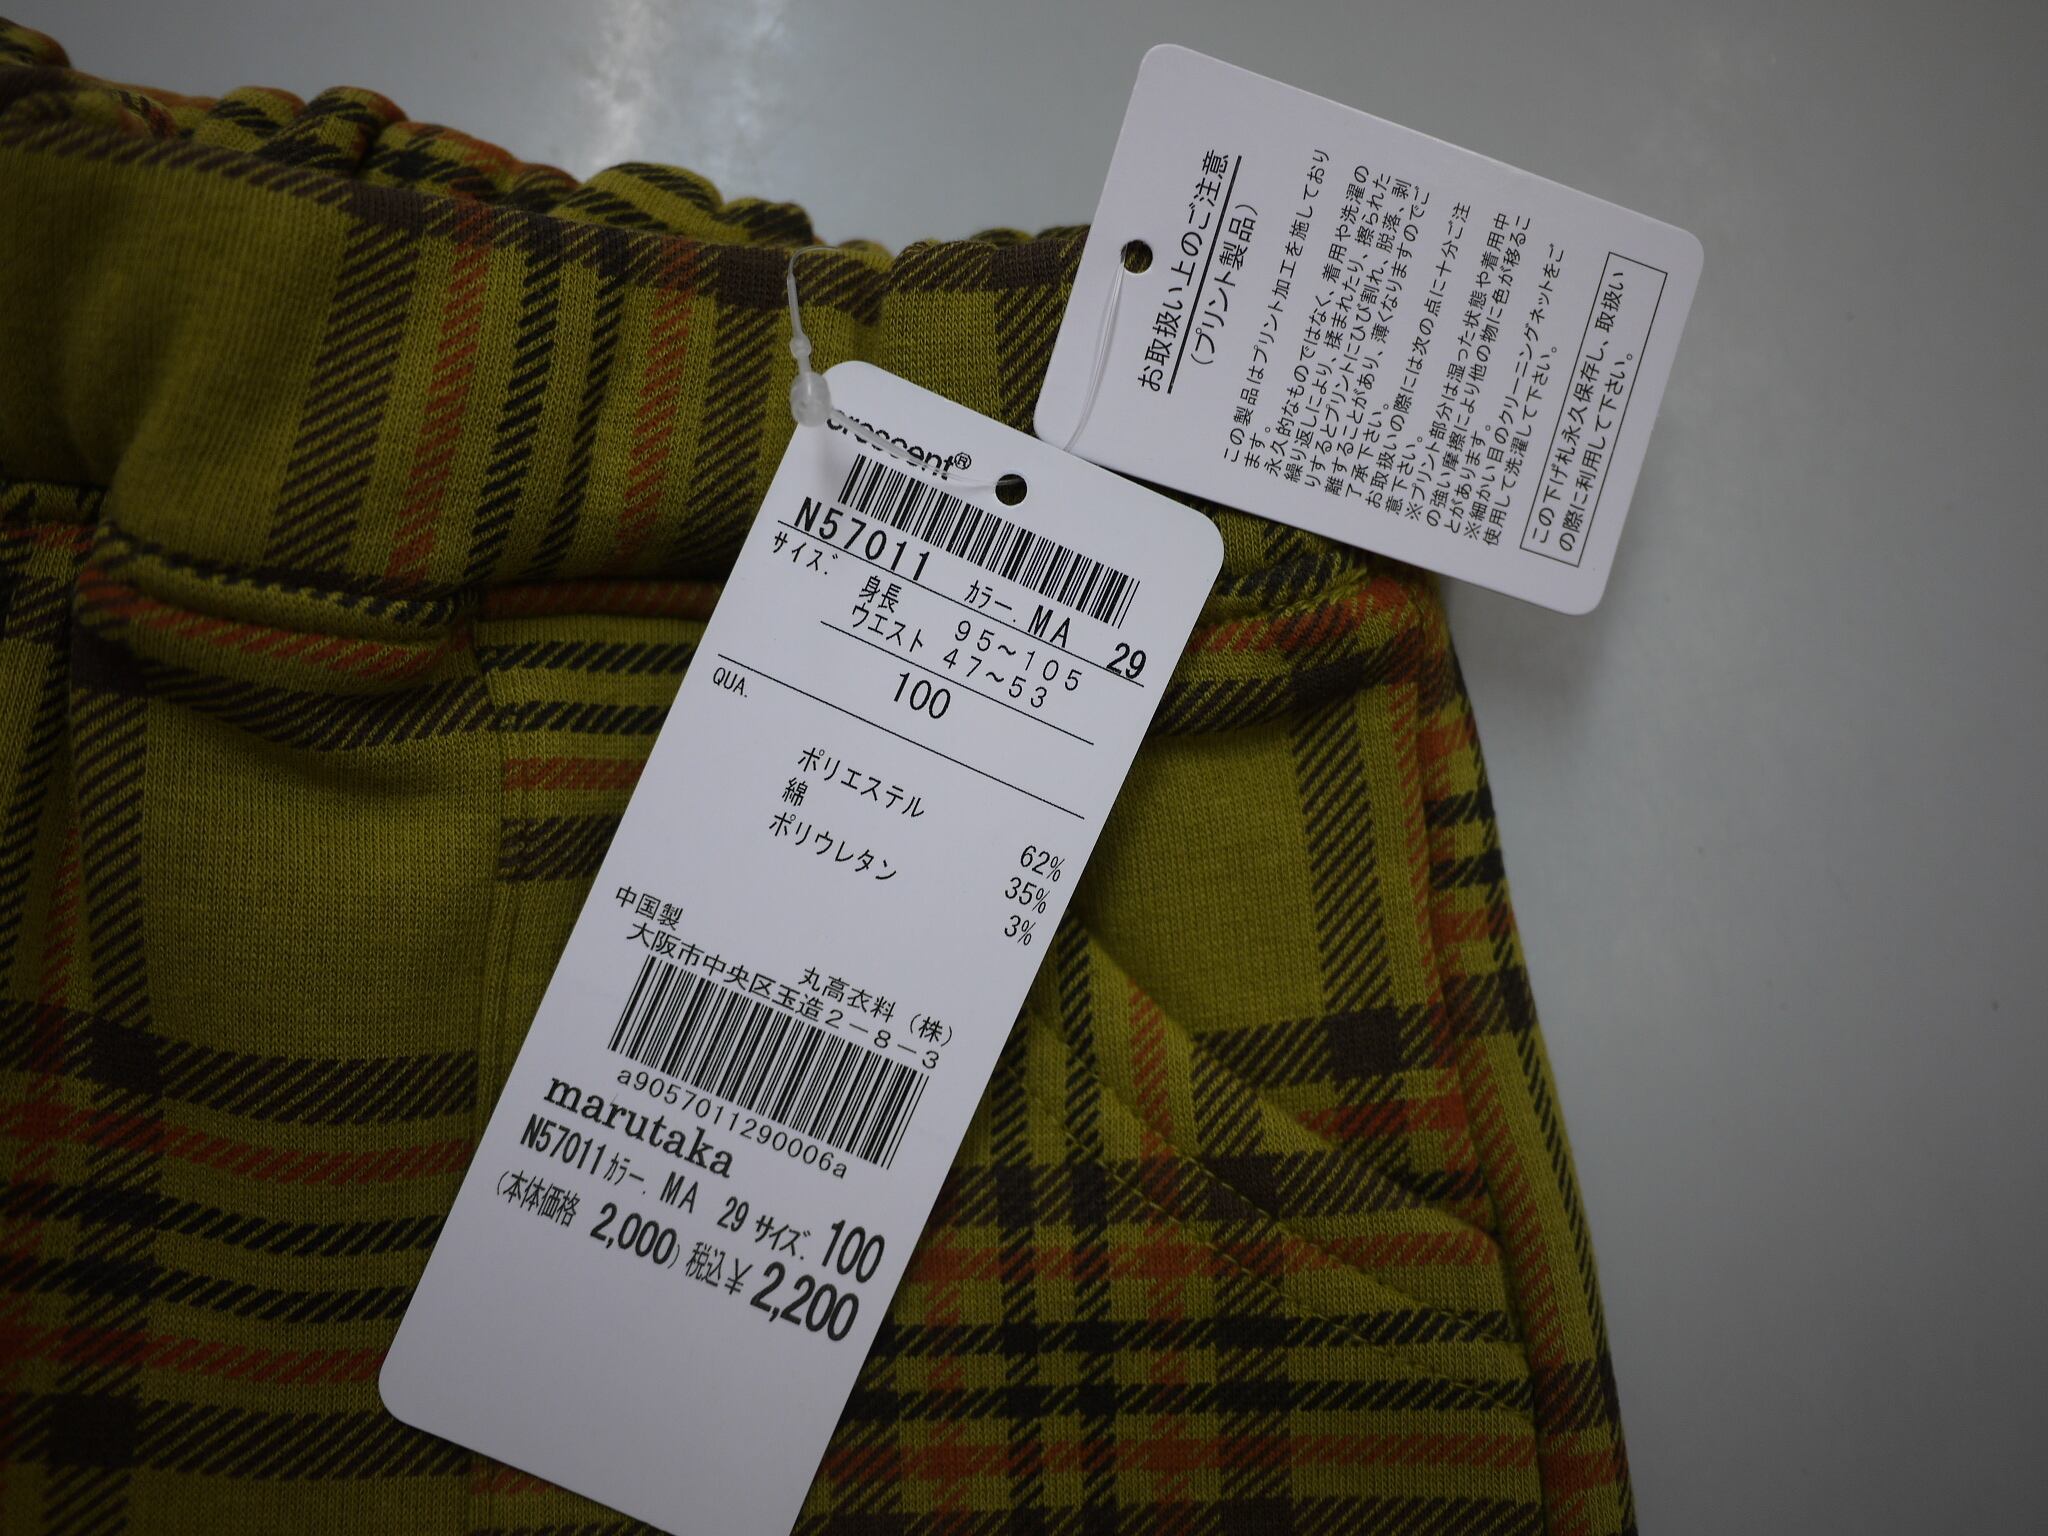 crescent®
N57011 ｶﾗｰ. MA 29
サイズ:
身長 95~105
ウエスト 47~53
100
QUA.
ポリエステル 62%
綿 35%
ポリウレタン 3%
中国製
丸高衣料（株）
大阪市中央区玉造2-8-3
a90570112900006a
marutaka
N57011 ｶﾗｰ. MA 29 サイズ. 100
(本体価格 2,000) 税込¥ 2,200
お取扱い上のご注意
（プリント製品）
この製品はプリント加工を施しており
ます。
永久的なものではなく、着用や洗濯の
繰り返しにより、揉まれたり、擦られた
りするとプリントにひび割れ、脱落、剥
離することがあり、薄くなりますのでご
了承下さい。
お取扱いの際には次の点に十分ご注
意下さい。
※プリント部分は湿った状態や着用中
の強い摩擦により他の物に色が移るこ
とがあります。
※細かい目のクリーニングネットをご
使用して洗濯して下さい。
この下げ札永久保存し、取扱い
の際に利用して下さい。